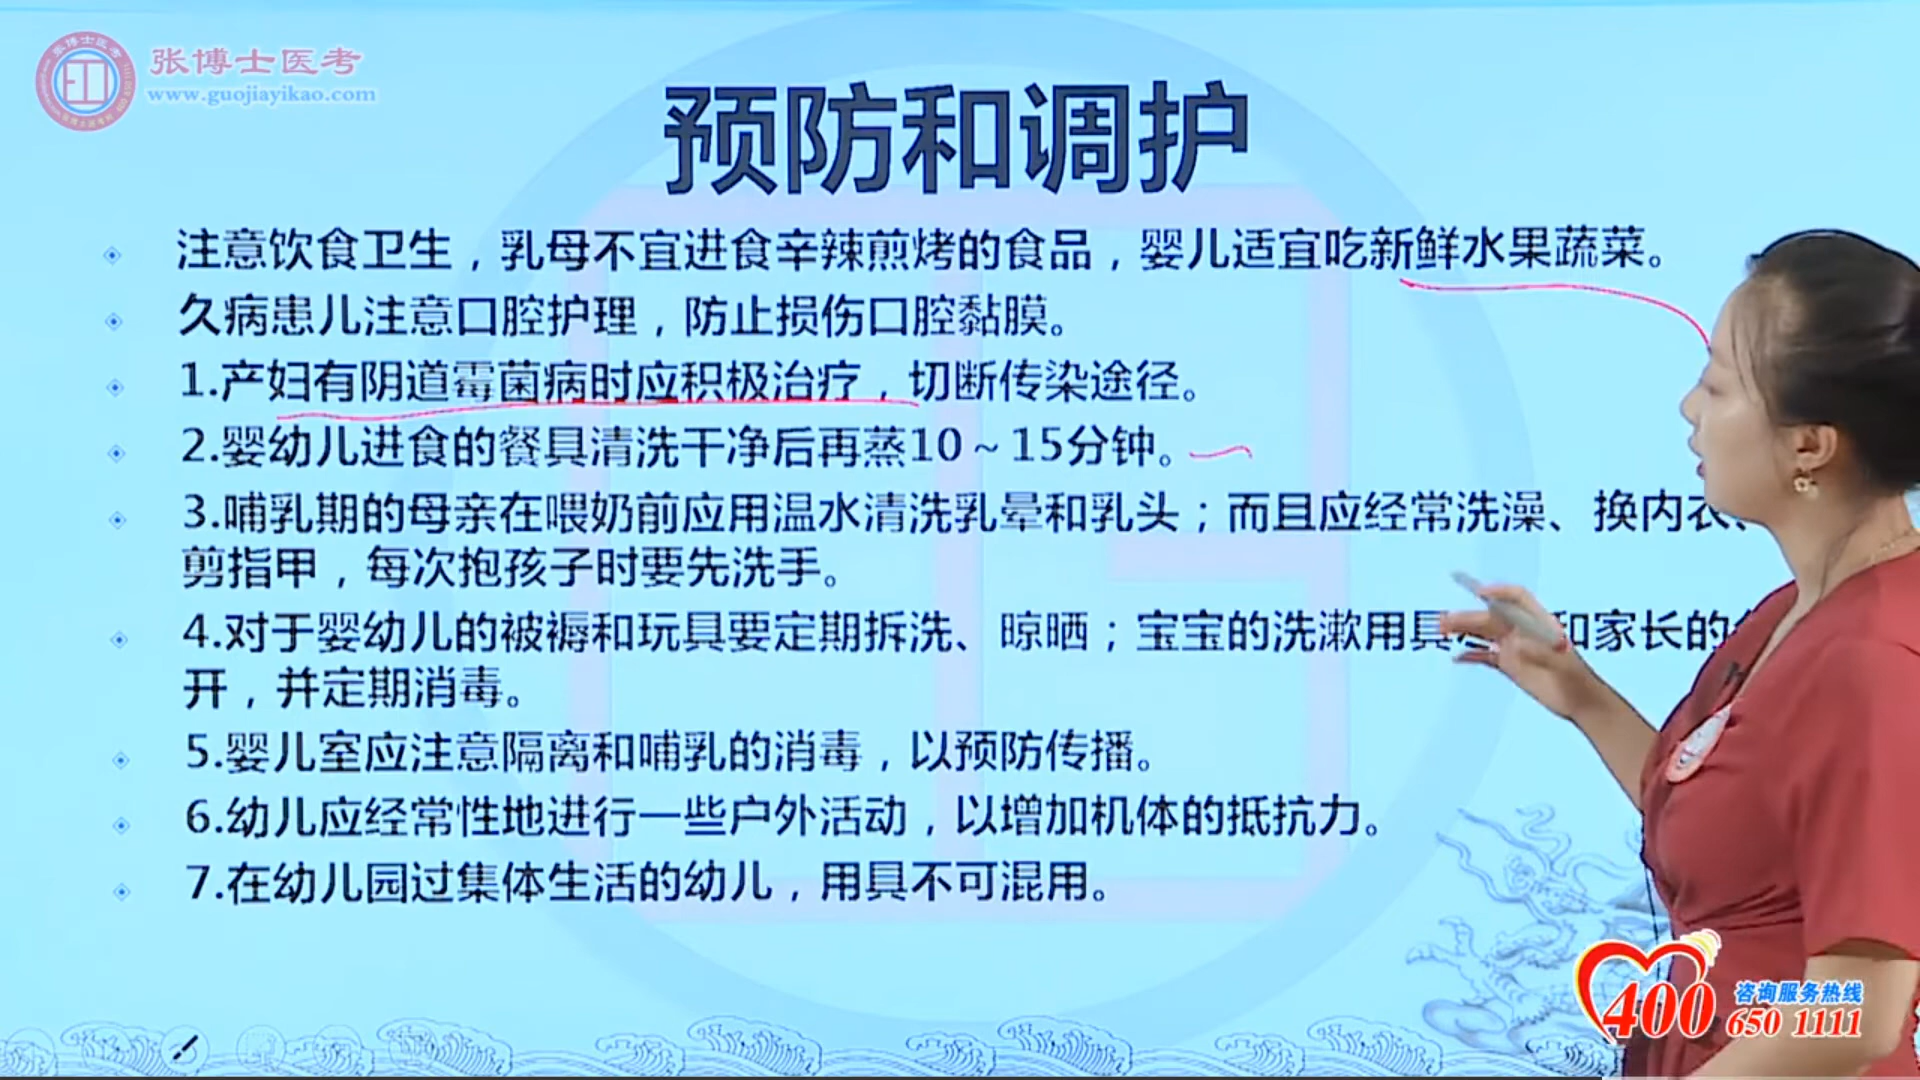 张博士医考
www.guojiayikao.com
预防和调护
注意饮食卫生，乳母不宜进食辛辣煎烤的食品，婴儿适宜吃新鲜水果蔬菜。
久病患儿注意口腔护理，防止损伤口腔黏膜。
1.产妇有阴道霉菌病时应积极治疗，切断传染途径。
2.婴幼儿进食的餐具清洗干净后再蒸10～15分钟。
3.哺乳期的母亲在喂奶前应用温水清洗乳晕和乳头；而且应经常洗澡、换内衣、
剪指甲，每次抱孩子时要先洗手。
4.对于婴幼儿的被褥和玩具要定期拆洗、晾晒；宝宝的洗漱用具 和家长的
开，并定期消毒。
5.婴儿室应注意隔离和哺乳的消毒，以预防传播。
6.幼儿应经常性地进行一些户外活动，以增加机体的抵抗力。
7.在幼儿园过集体生活的幼儿，用具不可混用。
400 咨询服务热线
650 1111